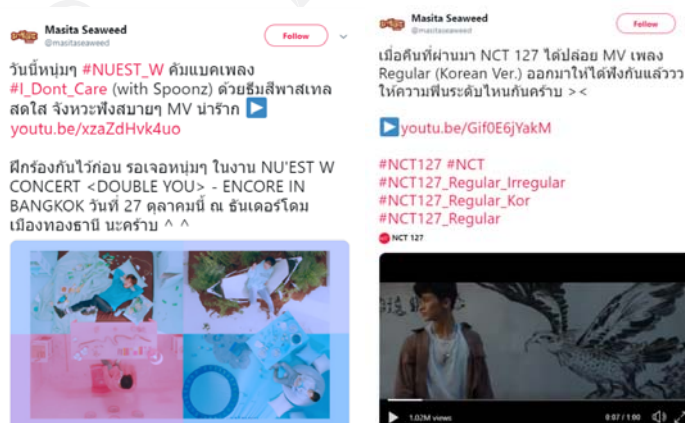 Masita Seaweed
@masitaseaweed
Follow
วันนี้หนุ่มๆ #NUEST_W คัมแบคเพลง
#I_Dont_Care (with Spoonz) ด้วยธีมสีพาสเทล
สดใส จังหวะฟังสบายๆ MV น่าร๊าก
youtu.be/xzaZdHvk4uo
ฝึกร้องกันไว้ก่อน รอเจอหนุ่มๆ ในงาน NU'EST W
CONCERT <DOUBLE YOU> - ENCORE IN
BANGKOK วันที่ 27 ตุลาคมนี้ ณ ธันเดอร์โดม
เมืองทองธานี นะคร้าบ ^ ^
Masita Seaweed
@masitaseaweed
Follow
เมื่อคืนที่ผ่านมา NCT 127 ได้ปล่อย MV เพลง
Regular (Korean Ver.) ออกมาให้ได้ฟังกันแล้ววว
ให้ความฟินระดับไหนกันคร้าบ > <
youtu.be/Gif0E6jYakM
#NCT127 #NCT
#NCT127_Regular_Irregular
#NCT127_Regular_Kor
#NCT127_Regular
NCT 127
1.02M views
0:07 / 1:00